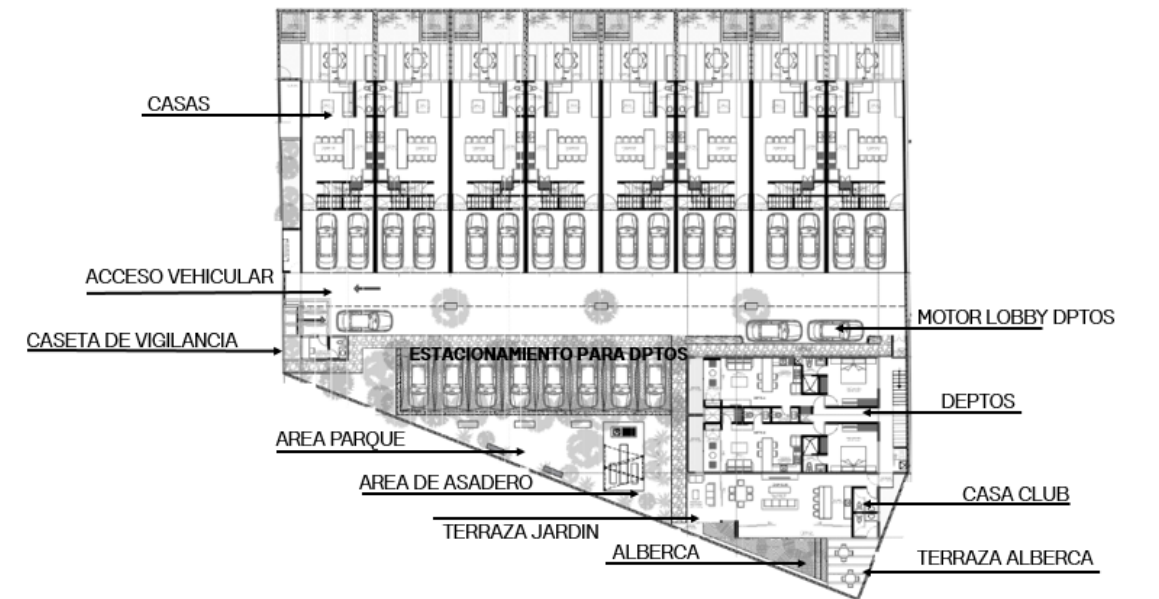 CASAS
ACCESO VEHICULAR
MOTOR LOBBY DPTOS
CASETA DE VIGILANCIA
ESTACIONAMIENTO PARA DPTOS
DEPTOS
AREA PARQUE
AREA DE ASADERO
CASA CLUB
TERRAZA JARDIN
ALBERCA
TERRAZA ALBERCA